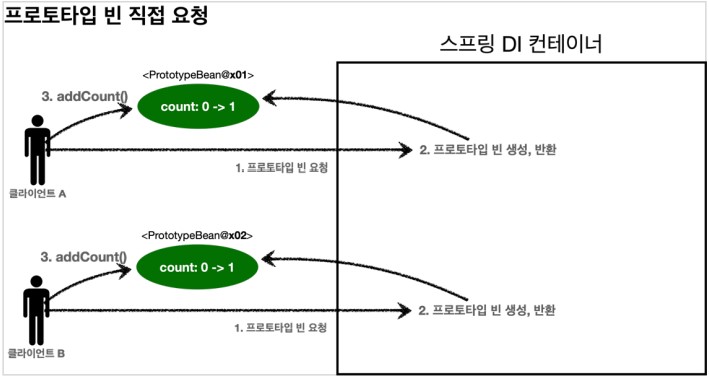 프로토타입 빈 직접 요청
스프링 DI 컨테이너
<PrototypeBean@x01>
3. addCount()
count: 0 -> 1
2. 프로토타입 빈 생성, 반환
1. 프로토타입 빈 요청
클라이언트 A
<PrototypeBean@x02>
3. addCount()
count: 0 -> 1
2. 프로토타입 빈 생성, 반환
1. 프로토타입 빈 요청
클라이언트 B